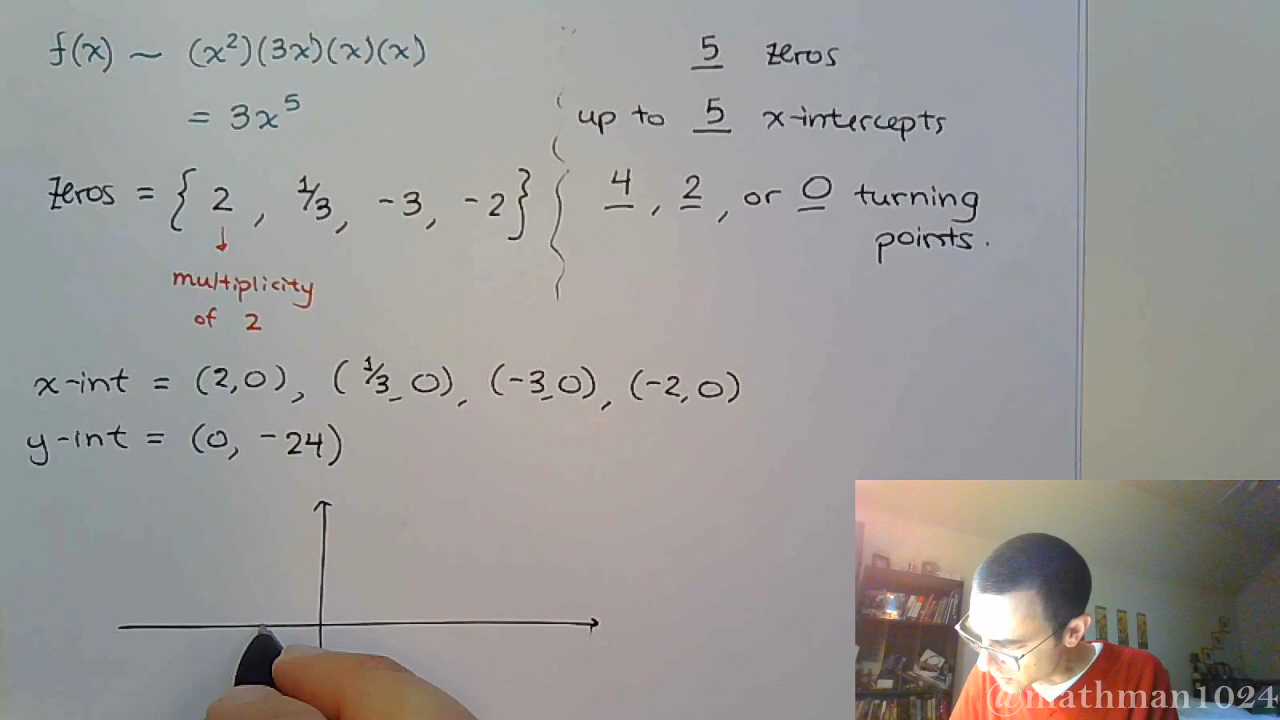 f(x) ~ (x²)(3x)(x)(x)
= 3x⁵
zeros = { 2, 1/3, -3, -2 }
multiplicity
of 2
5 zeros
up to 5 x-intercepts
4, 2, or 0 turning
points.
x-int = (2,0), (1/3, 0), (-3,0), (-2,0)
y-int = (0, -24)
@mathman1024